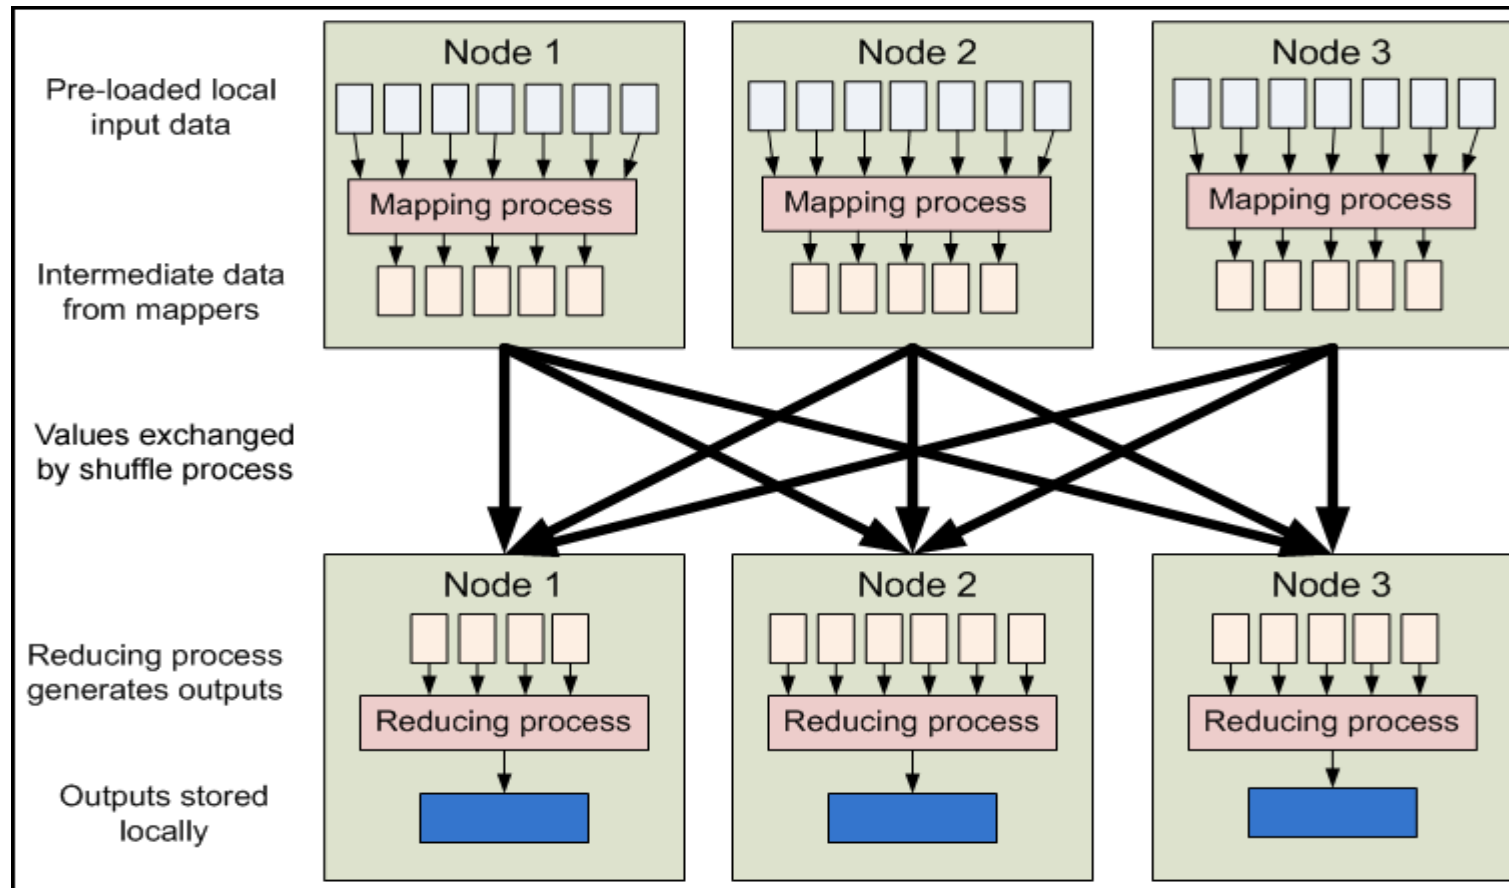 Node 1
Node 2
Node 3
Pre-loaded local
input data
Mapping process
Mapping process
Mapping process
Intermediate data
from mappers
Values exchanged
by shuffle process
Node 1
Node 2
Node 3
Reducing process
generates outputs
Reducing process
Reducing process
Reducing process
Outputs stored
locally